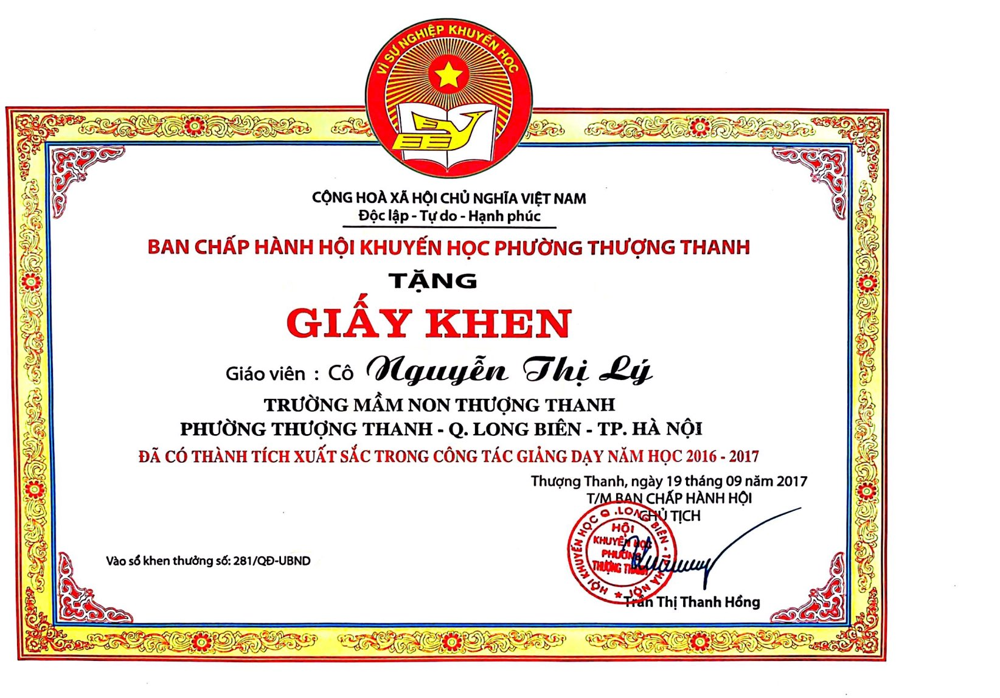 VÌ SỰ NGHIỆP KHUYẾN HỌC
CỘNG HOÀ XÃ HỘI CHỦ NGHĨA VIỆT NAM
Độc lập - Tự do - Hạnh phúc
BAN CHẤP HÀNH HỘI KHUYẾN HỌC PHƯỜNG THƯỢNG THANH
TẶNG
GIẤY KHEN
Giáo viên : Cô Nguyễn Thị Lý
TRƯỜNG MẦM NON THƯỢNG THANH
PHƯỜNG THƯỢNG THANH - Q. LONG BIÊN - TP. HÀ NỘI
ĐÃ CÓ THÀNH TÍCH XUẤT SẮC TRONG CÔNG TÁC GIẢNG DẠY NĂM HỌC 2016 - 2017
Thượng Thanh, ngày 19 tháng 09 năm 2017
T/M BAN CHẤP HÀNH HỘI
CHỦ TỊCH
HỘI KHUYẾN HỌC Q .LONG BIÊN - TP HÀ NỘI
HỘI
KHUYẾN HỌC
PHƯỜNG
THƯỢNG THANH
Vào sổ khen thưởng số: 281/QĐ-UBND
Trần Thị Thanh Hồng